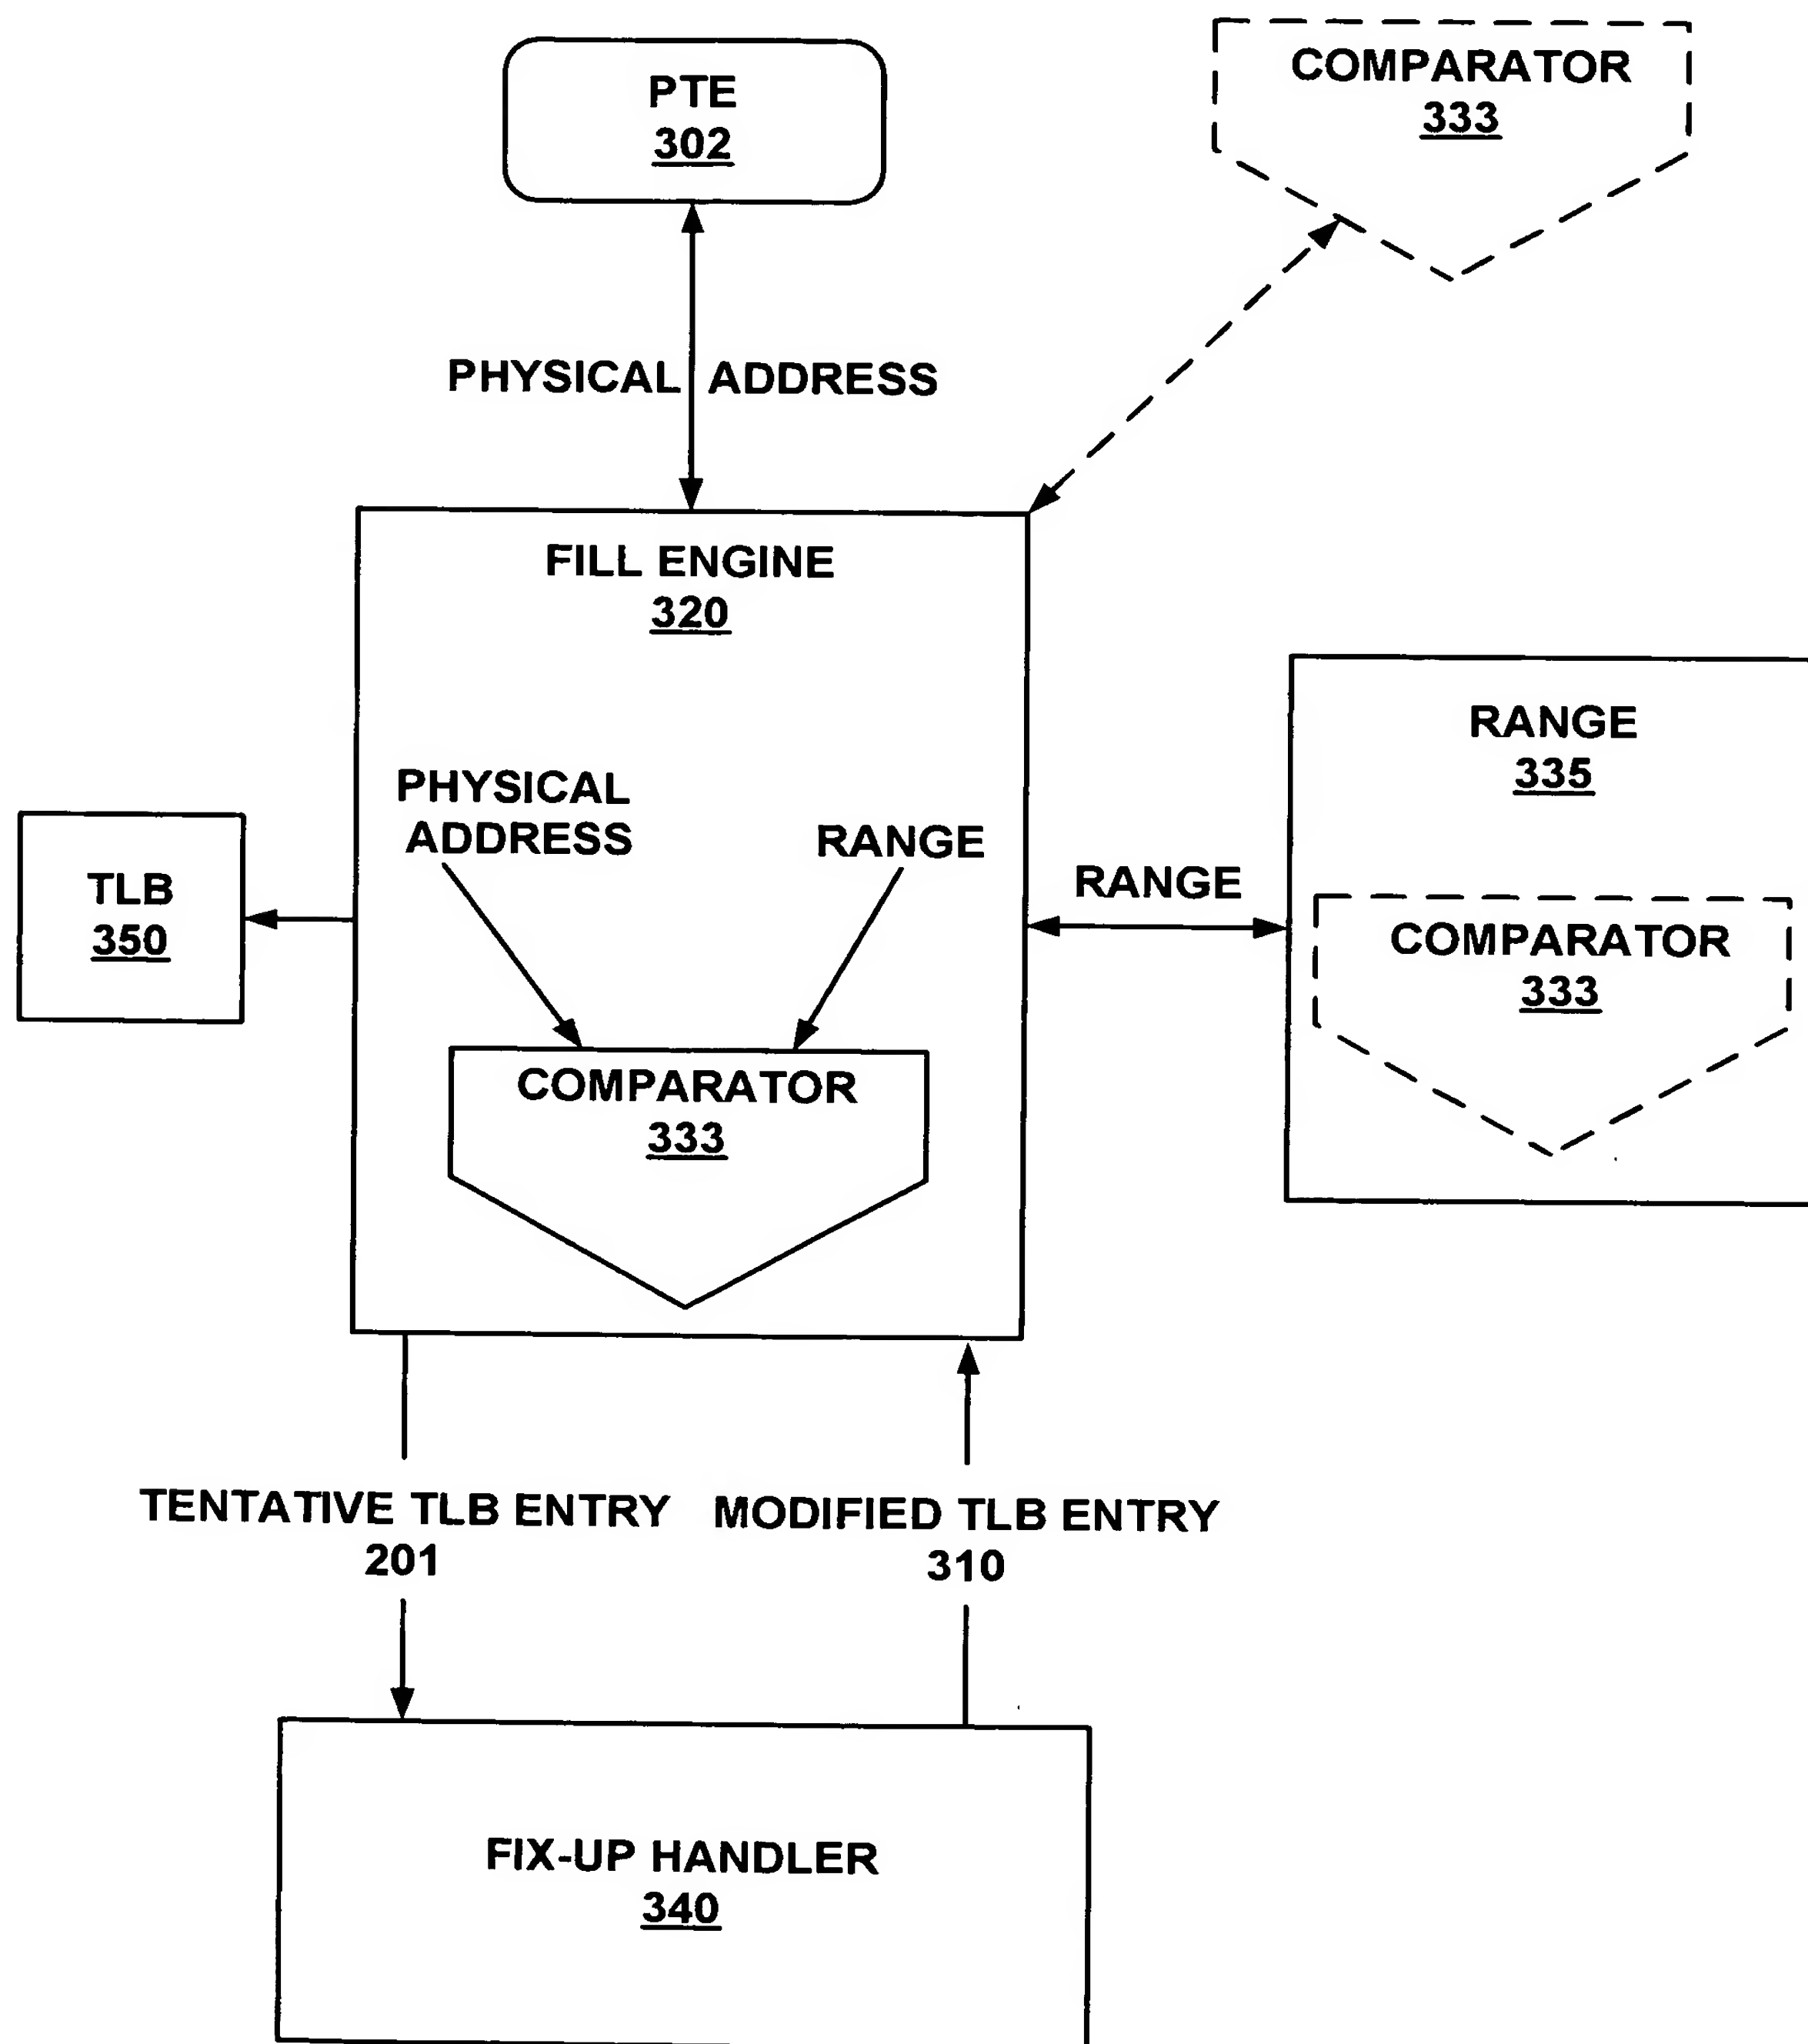 PTE
302
COMPARATOR
333
PHYSICAL ADDRESS
FILL ENGINE
320
RANGE
335
PHYSICAL
ADDRESS
RANGE
RANGE
TLB
350
COMPARATOR
333
COMPARATOR
333
TENTATIVE TLB ENTRY
201
MODIFIED TLB ENTRY
310
FIX-UP HANDLER
340